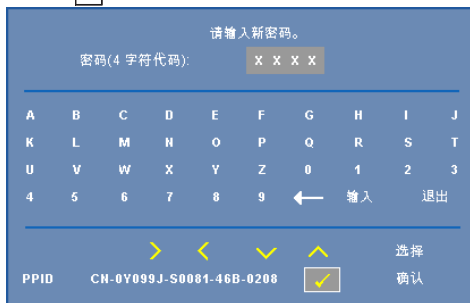 请输入新密码。
密码(4 字符代码): X X X X
A B C D E F G H I J
K L M N O P Q R S T
U V W X Y Z 0 1 2 3
4 5 6 7 8 9 ← 输入 退出
选择
PPID CN-0Y099J-S0081-46B-0208 ✓ 确认